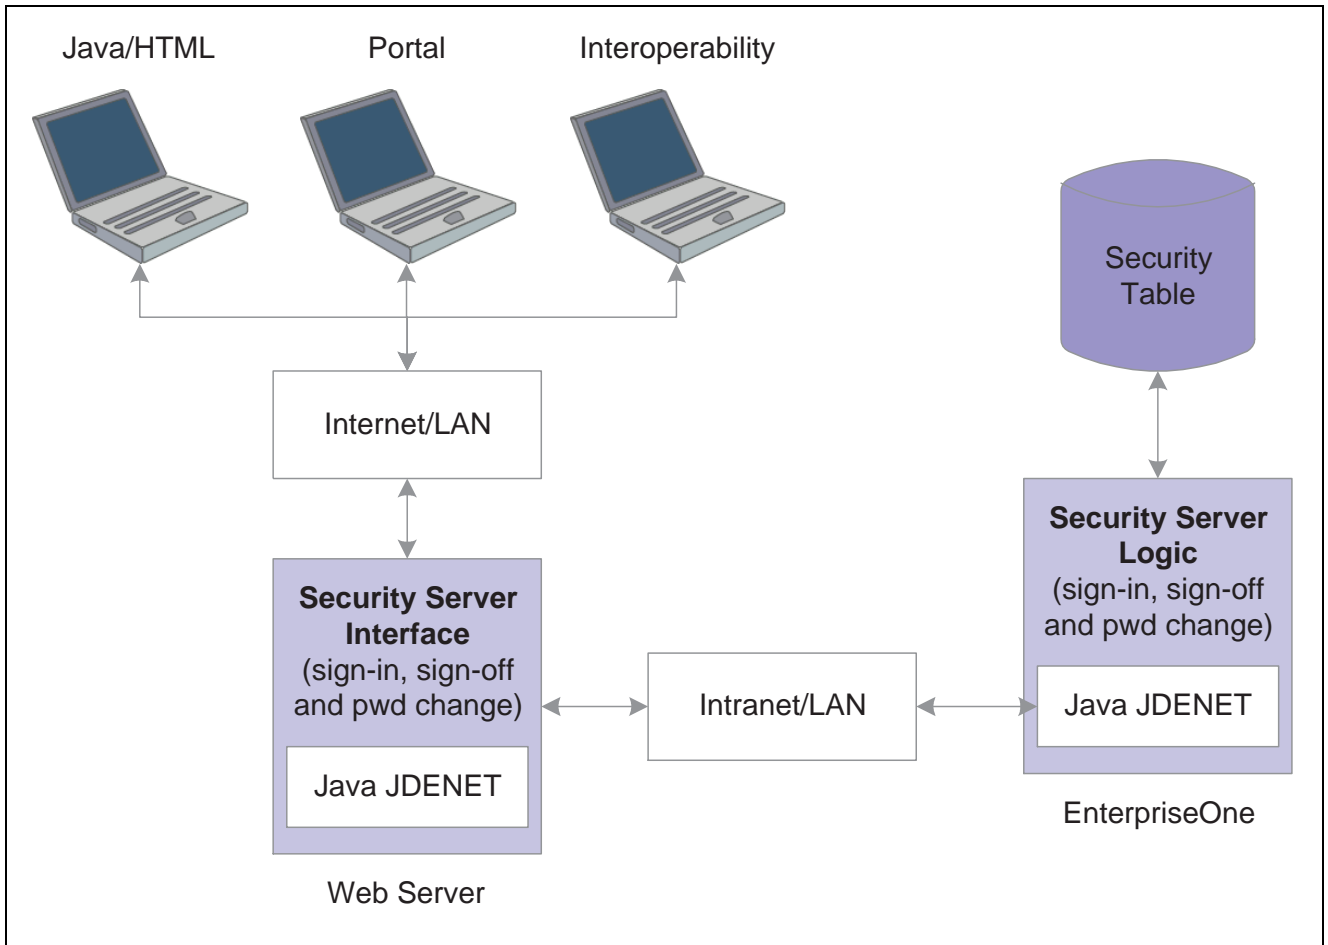 Java/HTML
Portal
Interoperability
Security
Table
Internet/LAN
Security Server
Logic
(sign-in, sign-off
and pwd change)
Java JDENET
EnterpriseOne
Security Server
Interface
(sign-in, sign-off
and pwd change)
Java JDENET
Web Server
Intranet/LAN